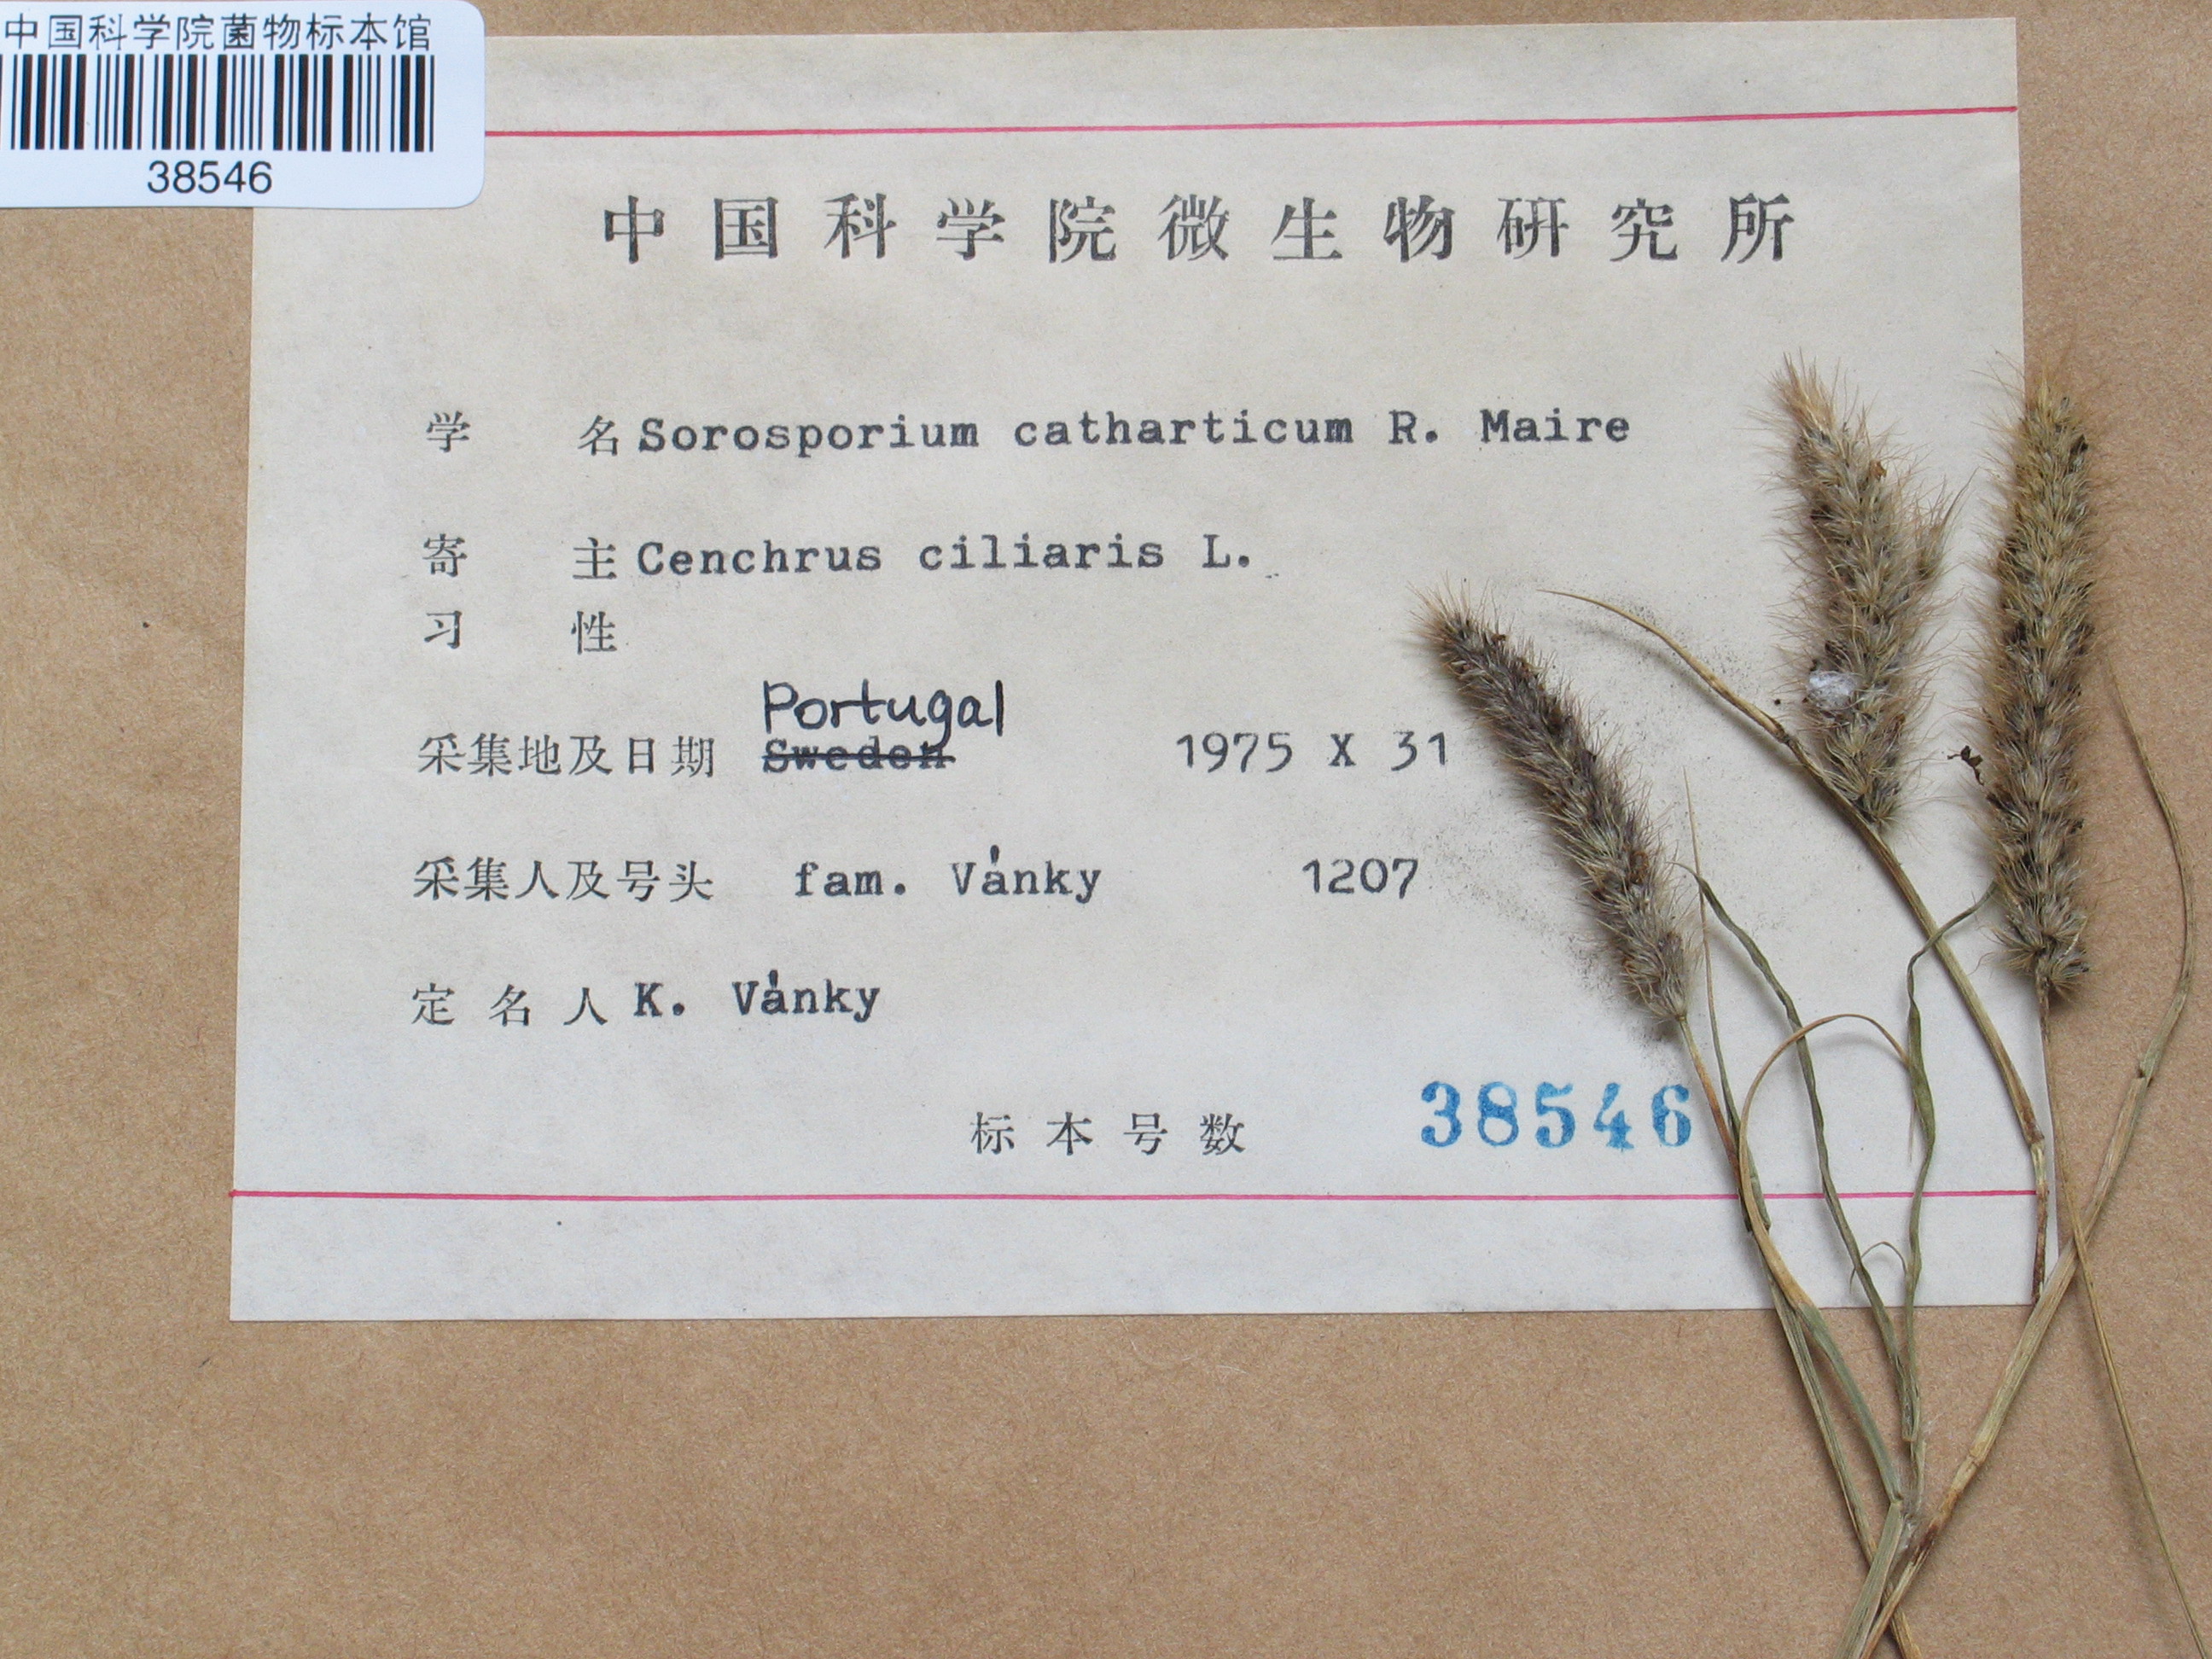 中国科学院菌物标本馆
38546
中国科学院微生物研究所
学 名 Sorosporium catharticum R. Maire
寄 主 Cenchrus ciliaris L.
习 性
Portugal
采集地及日期 Sweden 1975 X 31
采集人及号头 fam. Vánky 1207
定名人 K. Vánky
标本号数 38546